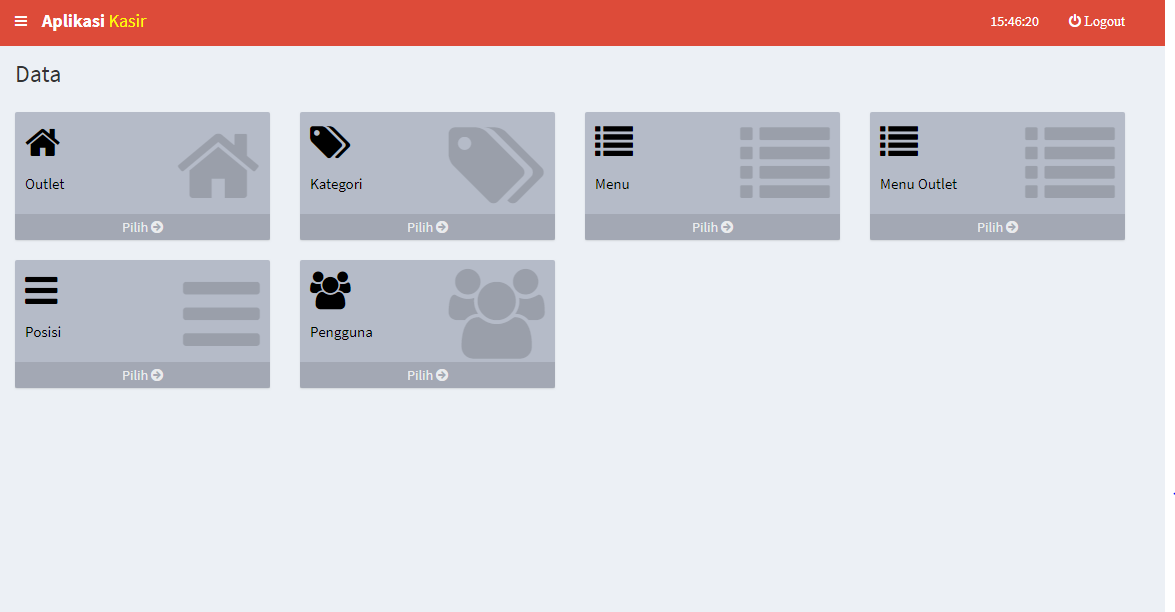 Aplikasi Kasir
15:46:20
Logout
Data
Outlet
Pilih
Kategori
Pilih
Menu
Pilih
Menu Outlet
Pilih
Posisi
Pilih
Pengguna
Pilih